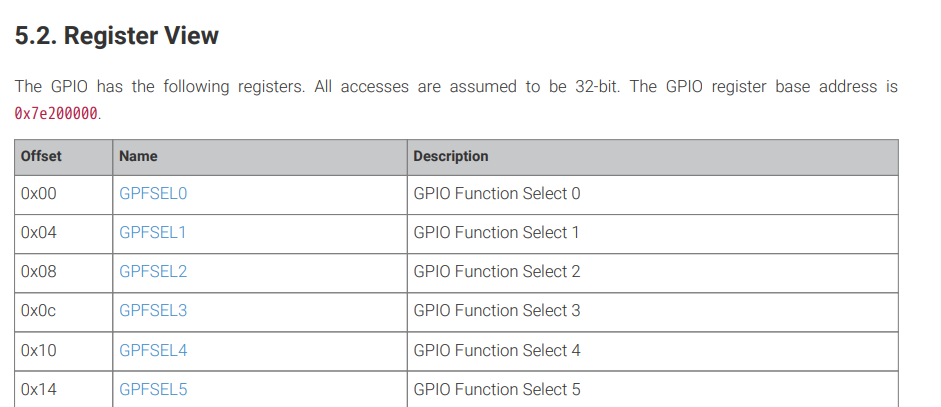 5.2. Register View
The GPIO has the following registers. All accesses are assumed to be 32-bit. The GPIO register base address is
0x7e200000.
Offset Name Description
0x00 GPFSEL0 GPIO Function Select 0
0x04 GPFSEL1 GPIO Function Select 1
0x08 GPFSEL2 GPIO Function Select 2
0x0c GPFSEL3 GPIO Function Select 3
0x10 GPFSEL4 GPIO Function Select 4
0x14 GPFSEL5 GPIO Function Select 5